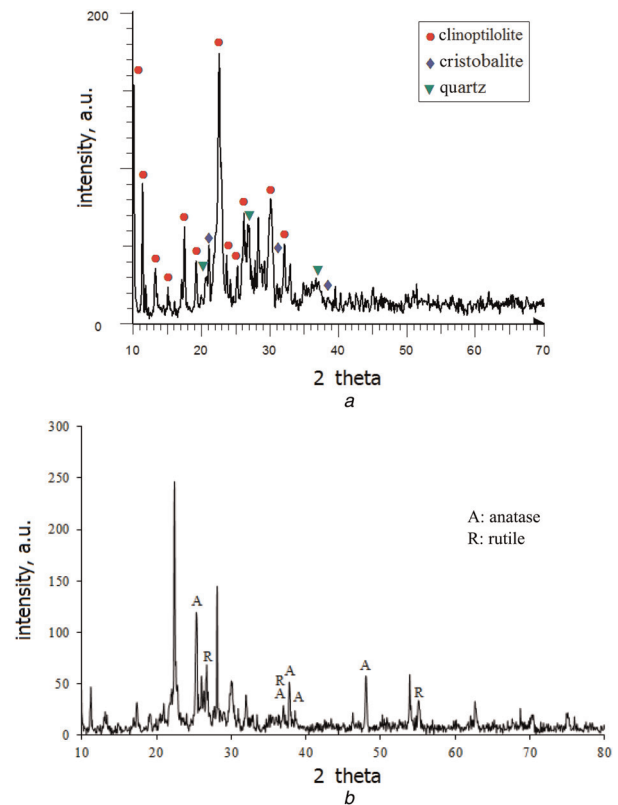 200
clinoptilolite
cristobalite
quartz
intensity, a.u.
0
10 20 30 40 50 60 70
2 theta
a
300
250
A: anatase
R: rutile
200
intensity, a.u.
150
A
100
R
R
A
A
A
A
R
50
0
10 20 30 40 50 60 70 80
2 theta
b